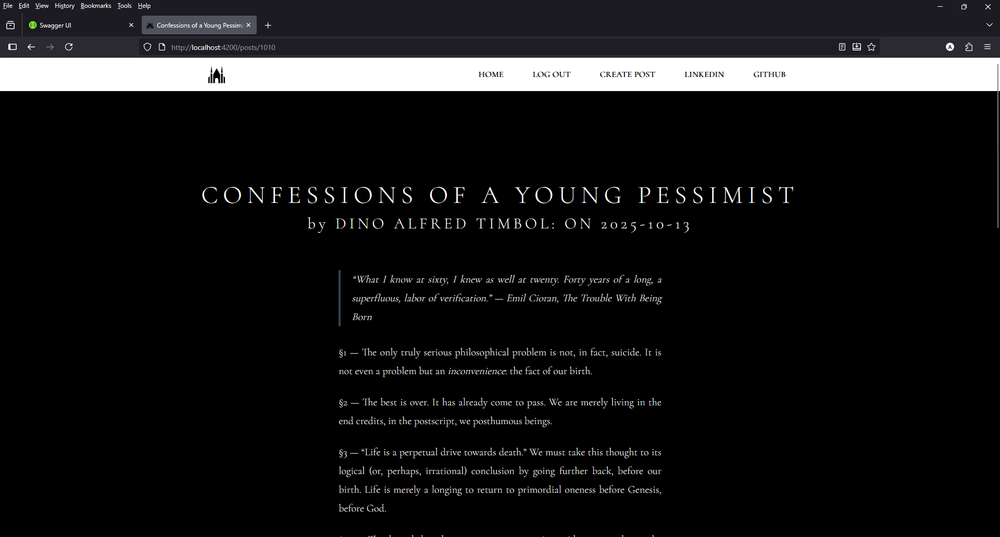 File Edit View History Bookmarks Tools Help
Swagger UI
Confessions of a Young Pessimi
http://localhost:4200/posts/1010
A
HOME LOG OUT CREATE POST LINKEDIN GITHUB
CONFESSIONS OF A YOUNG PESSIMIST
by DINO ALFRED TIMBOL: ON 2025-10-13
“What I know at sixty, I knew as well at twenty. Forty years of a long, a
superfluous, labor of verification.” — Emil Cioran, The Trouble With Being
Born
§1 — The only truly serious philosophical problem is not, in fact, suicide. It is
not even a problem but an inconvenience: the fact of our birth.
§2 — The best is over. It has already come to pass. We are merely living in the
end credits, in the postscript, we posthumous beings.
§3 — “Life is a perpetual drive towards death.” We must take this thought to its
logical (or, perhaps, irrational) conclusion by going further back, before our
birth. Life is merely a longing to return to primordial oneness before Genesis,
before God.